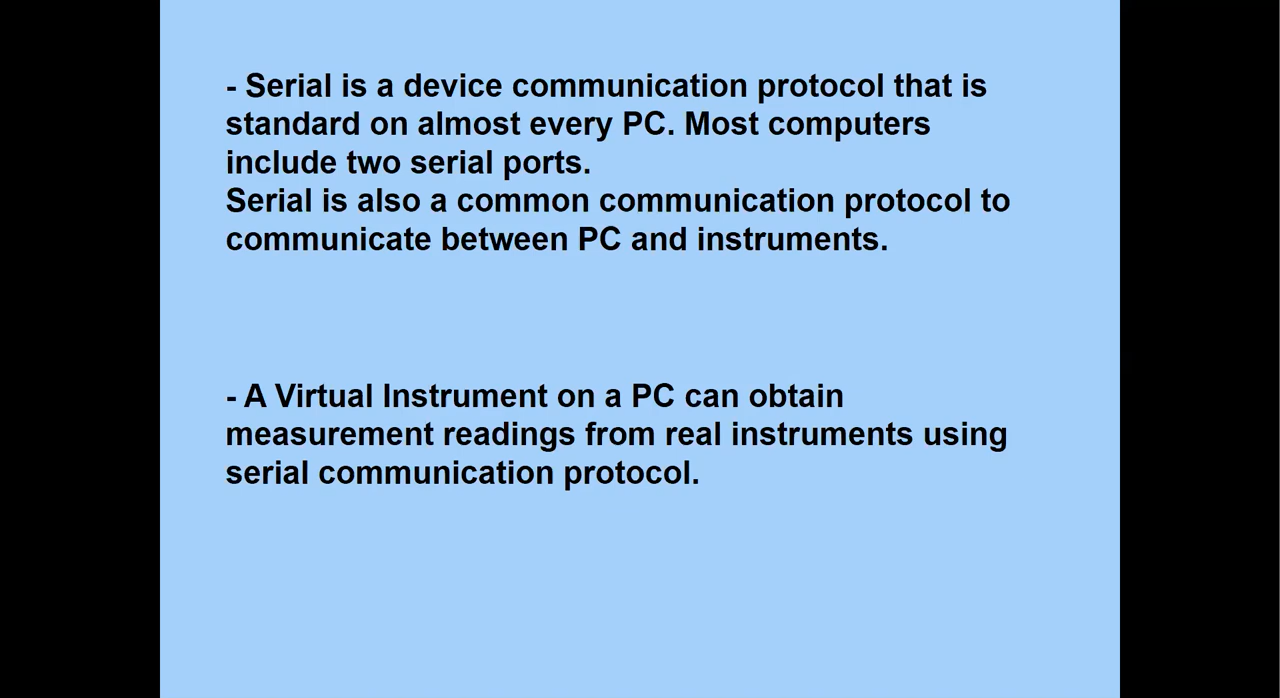 - Serial is a device communication protocol that is
standard on almost every PC. Most computers
include two serial ports.
Serial is also a common communication protocol to
communicate between PC and instruments.
- A Virtual Instrument on a PC can obtain
measurement readings from real instruments using
serial communication protocol.